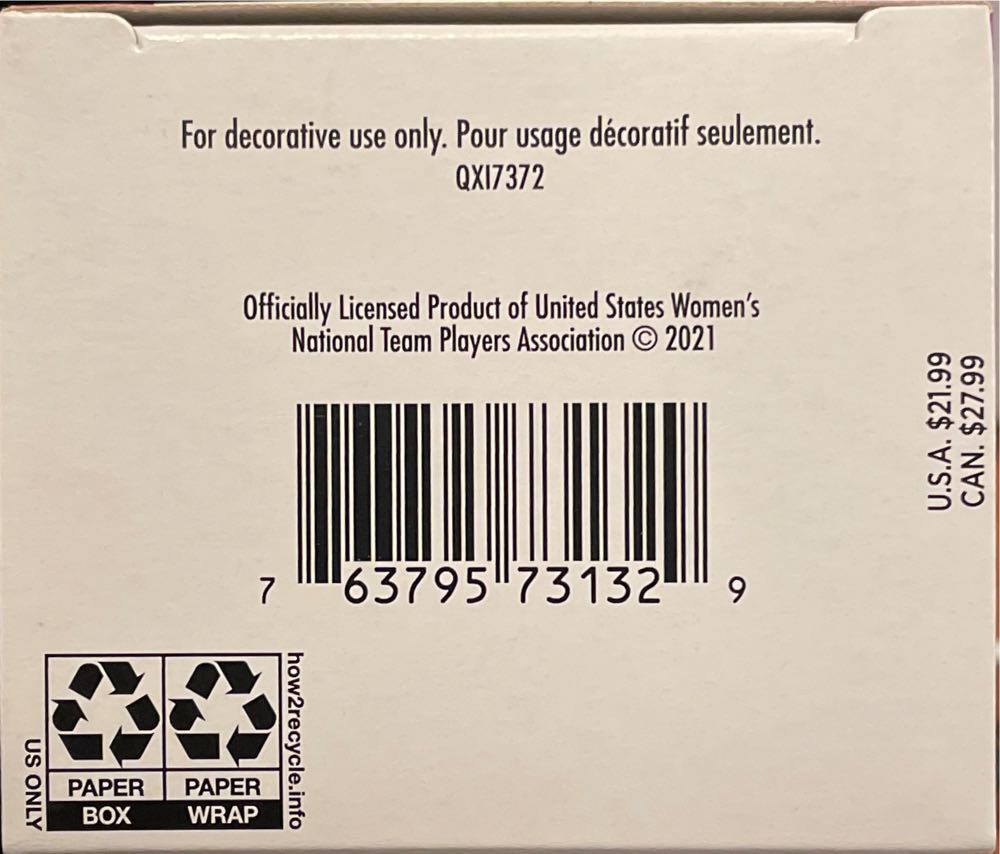 For decorative use only. Pour usage décoratif seulement.
QXI7372
Officially Licensed Product of United States Women's
National Team Players Association © 2021
U.S.A. $21.99
CAN. $27.99
7 63795 73132 9
how2recycle.info
US ONLY
PAPER PAPER
BOX WRAP